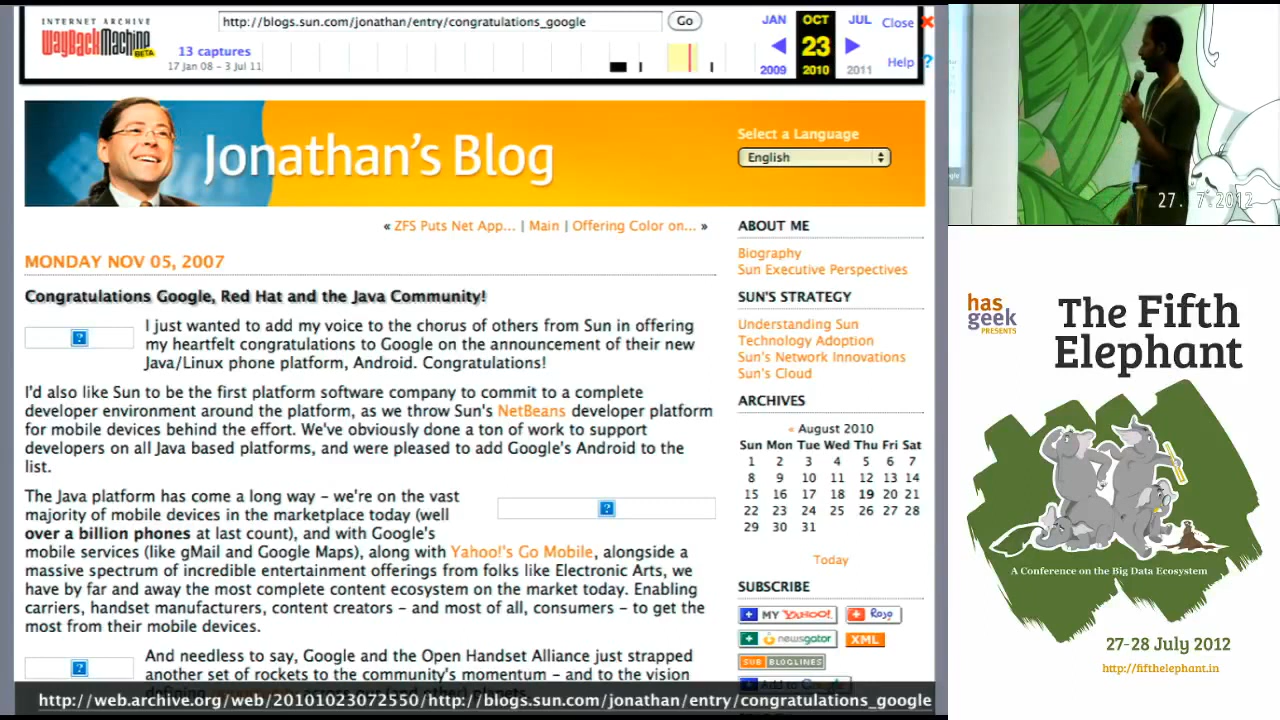 INTERNET ARCHIVE
WayBackMachine
BETA
http://blogs.sun.com/jonathan/entry/congratulations_google
Go
13 captures
17 Jan 08 – 3 Jul 11
JAN OCT JUL
23
2009 2010 2011
Close
Help ?
Jonathan's Blog
Select a Language
English
« ZFS Puts Net App... | Main | Offering Color on... »
MONDAY NOV 05, 2007
Congratulations Google, Red Hat and the Java Community!
I just wanted to add my voice to the chorus of others from Sun in offering
my heartfelt congratulations to Google on the announcement of their new
Java/Linux phone platform, Android. Congratulations!
I'd also like Sun to be the first platform software company to commit to a complete
developer environment around the platform, as we throw Sun's NetBeans developer platform
for mobile devices behind the effort. We've obviously done a ton of work to support
developers on all Java based platforms, and were pleased to add Google's Android to the
list.
The Java platform has come a long way – we're on the vast
majority of mobile devices in the marketplace today (well
over a billion phones at last count), and with Google's
mobile services (like gMail and Google Maps), along with Yahoo!'s Go Mobile, alongside a
massive spectrum of incredible entertainment offerings from folks like Electronic Arts, we
have by far and away the most complete content ecosystem on the market today. Enabling
carriers, handset manufacturers, content creators – and most of all, consumers – to get the
most from their mobile devices.
And needless to say, Google and the Open Handset Alliance just strapped
another set of rockets to the community's momentum – and to the vision
http://web.archive.org/web/20101023072550/http://blogs.sun.com/jonathan/entry/congratulations_google
ABOUT ME
Biography
Sun Executive Perspectives
SUN'S STRATEGY
Understanding Sun
Technology Adoption
Sun's Network Innovations
Sun's Cloud
ARCHIVES
« August 2010
Sun Mon Tue Wed Thu Fri Sat
1 2 3 4 5 6 7
8 9 10 11 12 13 14
15 16 17 18 19 20 21
22 23 24 25 26 27 28
29 30 31
Today
SUBSCRIBE
MY YAHOO!
Rojo
newsgator
XML
SUB BLOGLINES
Add to Google
27. 7.2012
has
geek
PRESENTS
The Fifth
Elephant
A Conference on the Big Data Ecosystem
27-28 July 2012
http://fifthelephant.in